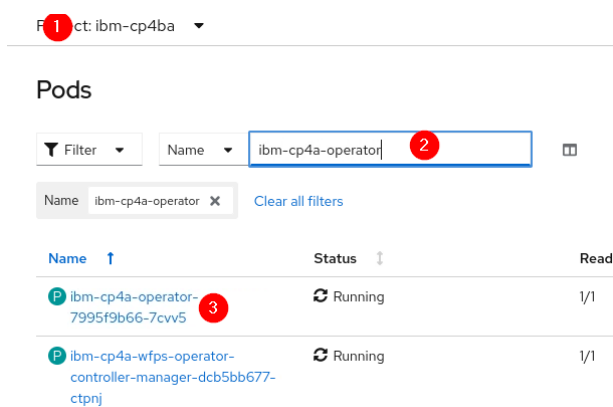 1
ct: ibm-cp4ba
Pods
Filter Name ibm-cp4a-operator 2
Name ibm-cp4a-operator Clear all filters
Name Status Read
P ibm-cp4a-operator- Running 1/1
7995f9b66-7cvv5 3
P ibm-cp4a-wfps-operator- Running 1/1
controller-manager-dcb5bb677-
ctpnj